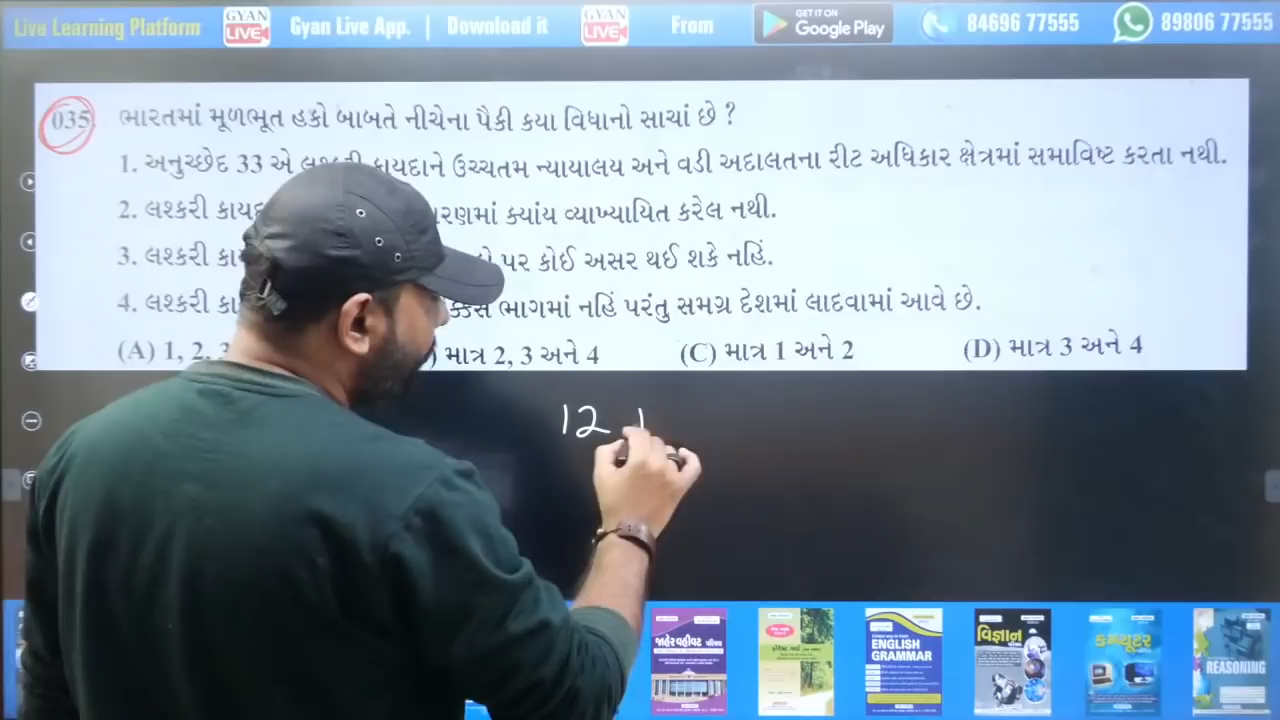 Live Learning Platform GYAN LIVE Gyan Live App. | Download it GYAN LIVE From GET IT ON Google Play 84696 77555 89806 77555
035. ભારતમાં મૂળભૂત હકો બાબતે નીચેના પૈકી કયા વિધાનો સાચાં છે ?
1. અનુચ્છેદ 33 એ લશ્કરી કાયદાને ઉચ્ચતમ ન્યાયાલય અને વડી અદાલતના રીટ અધિકાર ક્ષેત્રમાં સમાવિષ્ટ કરતા નથી.
2. લશ્કરી ક્યાંય વ્યાખ્યાયિત કરેલ નથી.
3. લશ્કરી પર કોઈ અસર થઈ શકે નહિં.
4. ભાગમાં નહિં પરંતુ સમગ્ર દેશમાં લાદવામાં આવે છે.
(A) 1, 2, માત્ર 2, 3 અને 4 (C) માત્ર 1 અને 2 (D) માત્ર 3 અને 4
12
જાહેર વહીવટ
ENGLISH GRAMMAR
વિજ્ઞાન
કમ્પ્યૂટર
REASONING